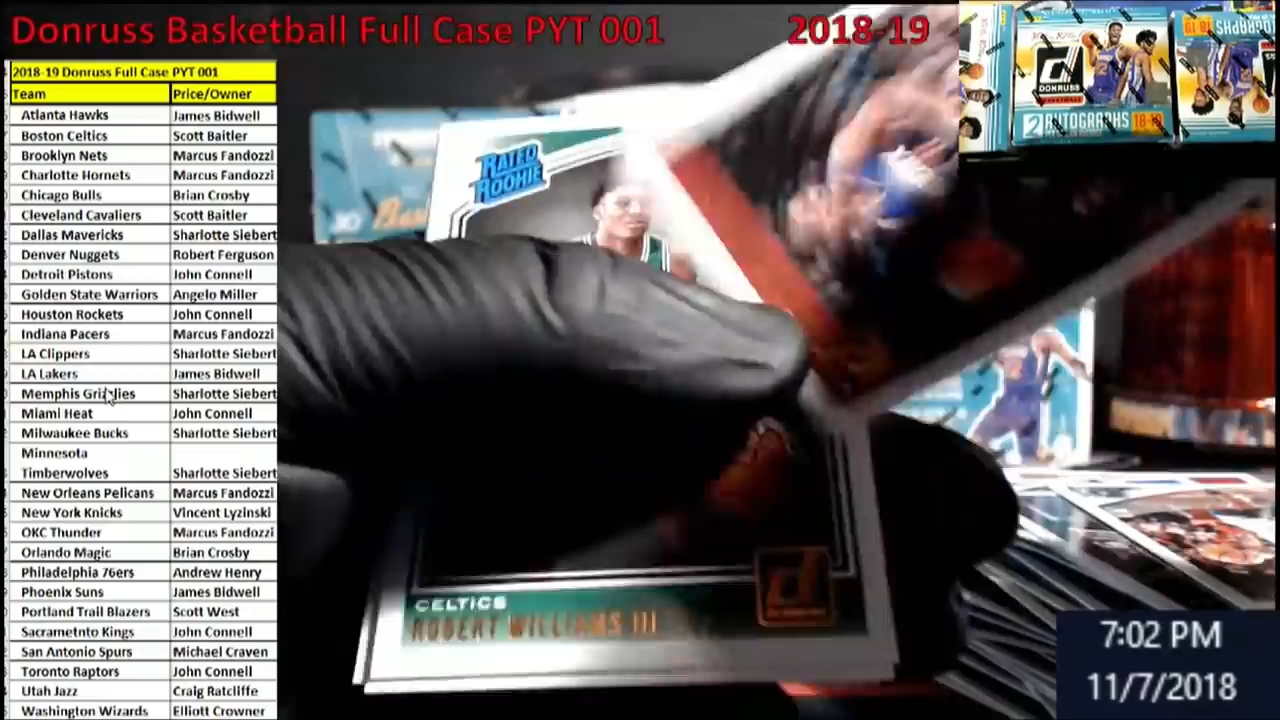 Donruss Basketball Full Case PYT 001 2018-19
2018-19 Donruss Full Case PYT 001
Team Price/Owner
Atlanta Hawks James Bidwell
Boston Celtics Scott Baitler
Brooklyn Nets Marcus Fandozzi
Charlotte Hornets Marcus Fandozzi
Chicago Bulls Brian Crosby
Cleveland Cavaliers Scott Baitler
Dallas Mavericks Sharlotte Siebert
Denver Nuggets Robert Ferguson
Detroit Pistons John Connell
Golden State Warriors Angelo Miller
Houston Rockets John Connell
Indiana Pacers Marcus Fandozzi
LA Clippers Sharlotte Siebert
LA Lakers James Bidwell
Memphis Grizzlies Sharlotte Siebert
Miami Heat John Connell
Milwaukee Bucks Sharlotte Siebert
Minnesota
Timberwolves Sharlotte Siebert
New Orleans Pelicans Marcus Fandozzi
New York Knicks Vincent Lyzinski
OKC Thunder Marcus Fandozzi
Orlando Magic Brian Crosby
Philadelphia 76ers Andrew Henry
Phoenix Suns James Bidwell
Portland Trail Blazers Scott West
Sacrametnto Kings John Connell
San Antonio Spurs Michael Craven
Toronto Raptors John Connell
Utah Jazz Craig Ratcliffe
Washington Wizards Elliott Crowner
RATED
ROOKIE
CELTICS
ROBERT WILLIAMS III
DONRUSS
2 AUTOGRAPHS 18-19
7:02 PM
11/7/2018